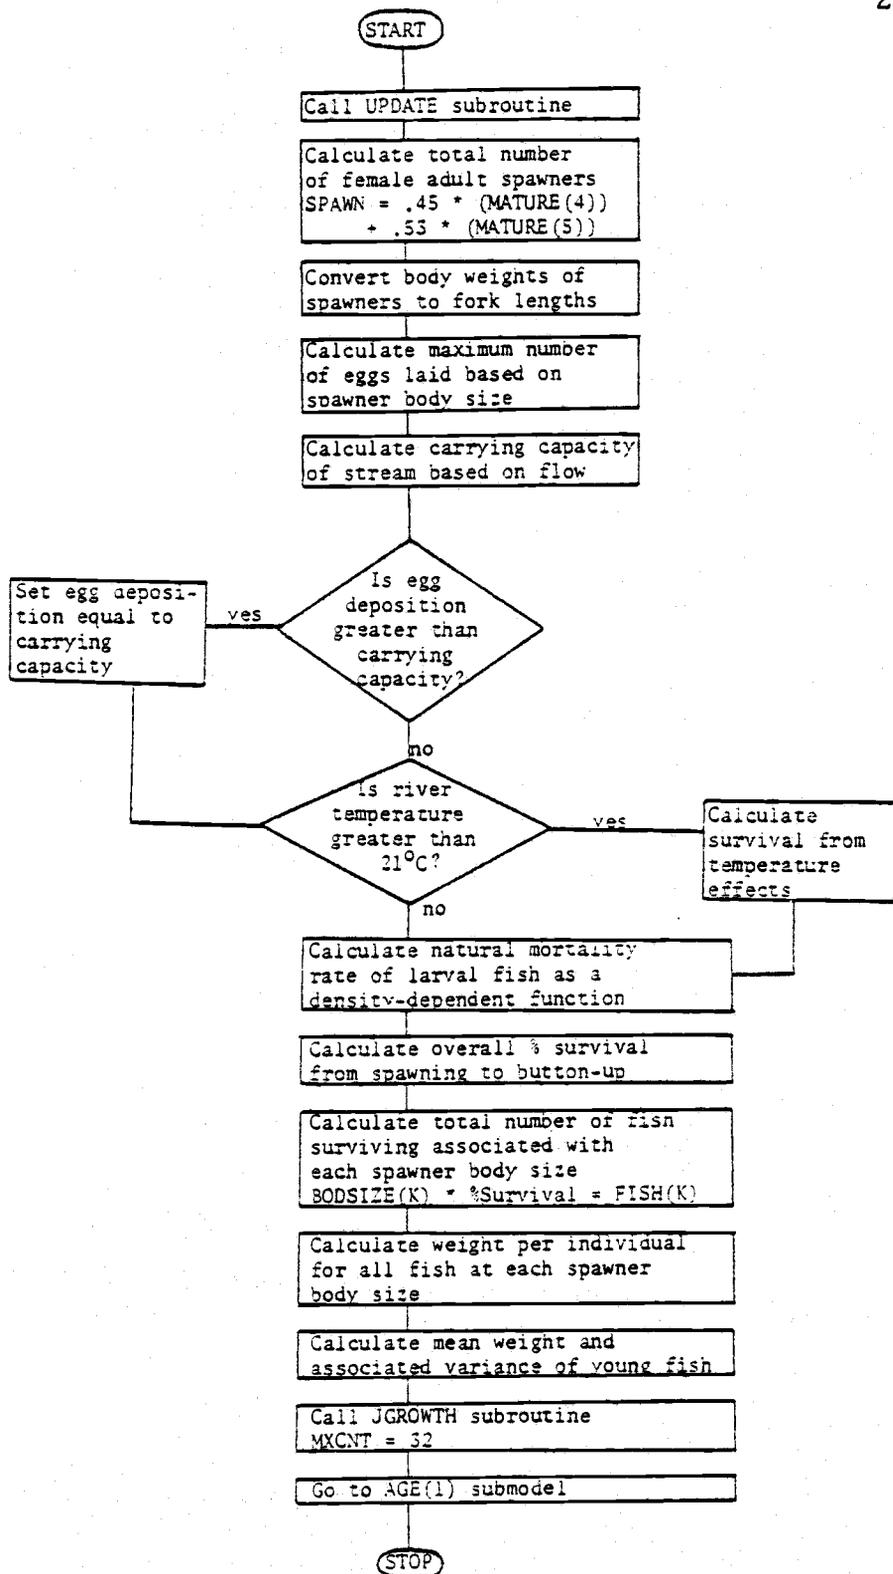 2
START
Call UPDATE subroutine
Calculate total number
of female adult spawners
SPAWN = .45 * (MATURE(4))
+ .53 * (MATURE(5))
Convert body weights of
spawners to fork lengths
Calculate maximum number
of eggs laid based on
spawner body size
Calculate carrying capacity
of stream based on flow
Is egg
deposition
greater than
carrying
capacity?
yes
Set egg deposi-
tion equal to
carrying
capacity
no
Is river
temperature
greater than
21°C?
yes
Calculate
survival from
temperature
effects
no
Calculate natural mortality
rate of larval fish as a
density-dependent function
Calculate overall % survival
from spawning to button-up
Calculate total number of fish
surviving associated with
each spawner body size
BODSIZE(K) * %Survival = FISH(K)
Calculate weight per individual
for all fish at each spawner
body size
Calculate mean weight and
associated variance of young fish
Call JGROWTH subroutine
MXCNT = 32
Go to AGE(1) submodel
STOP